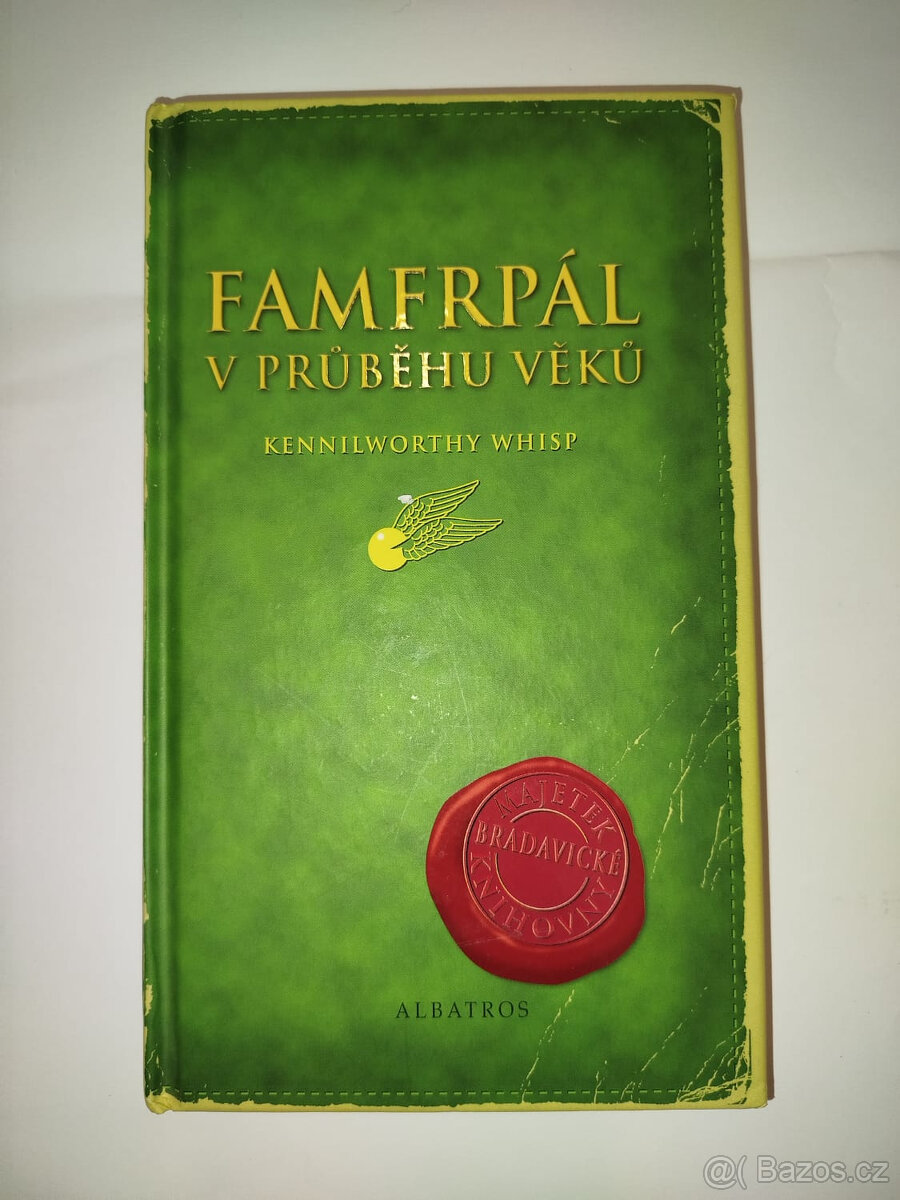 FAMFRPÁL
V PRŮBĚHU VĚKŮ
KENNILWORTHY WHISP
MAJETEK
BRADAVICKÉ
KNIHOVNY
ALBATROS
@( Bazos.cz